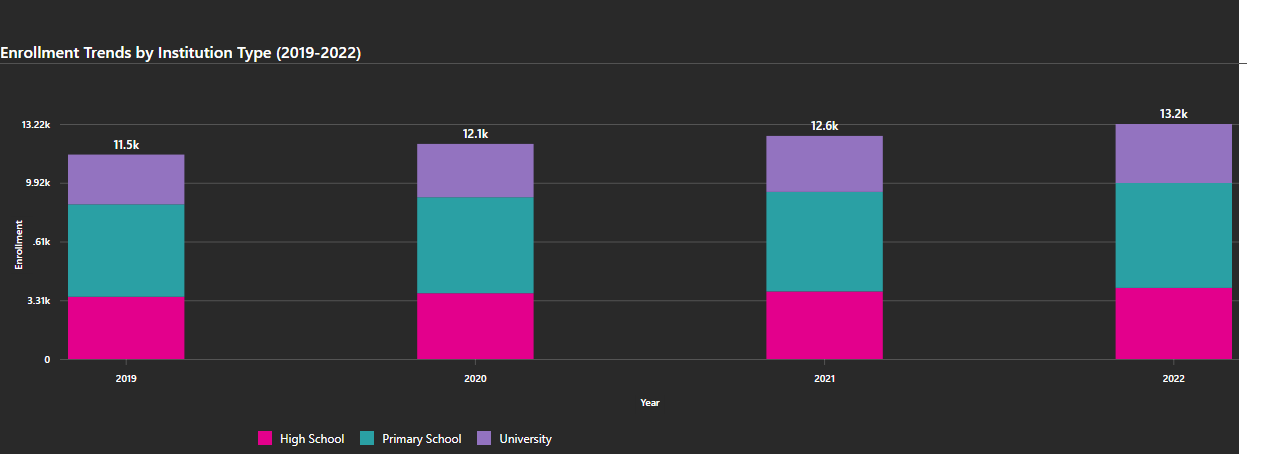 Enrollment Trends by Institution Type (2019-2022)
13.22k
9.92k
.61k
3.31k
0
Enrollment
11.5k
12.1k
12.6k
13.2k
2019
2020
2021
2022
Year
High School
Primary School
University